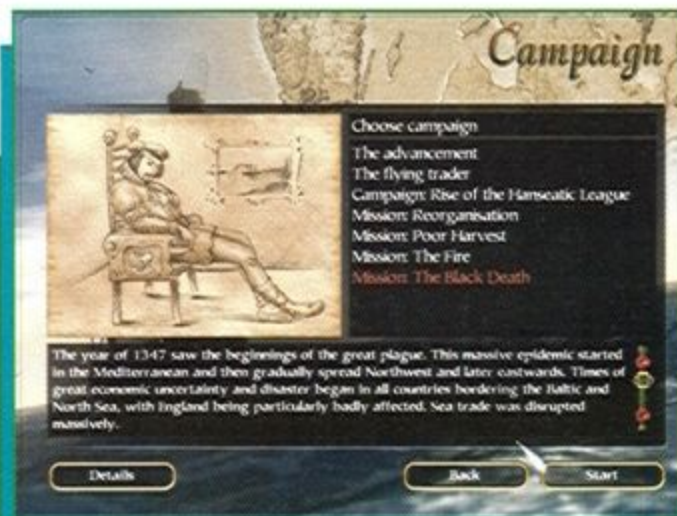 Campaign
Choose campaign
The advancement
The flying trader
Campaign: Rise of the Hanseatic League
Mission: Reorganisation
Mission: Poor Harvest
Mission: The Fire
Mission: The Black Death
The year of 1347 saw the beginnings of the great plague. This massive epidemic started
in the Mediterranean and then gradually spread Northwest and later eastwards. Times of
great economic uncertainty and disaster began in all countries bordering the Baltic and
North Sea, with England being particularly badly affected. Sea trade was disrupted
massively.
Details
Back
Start